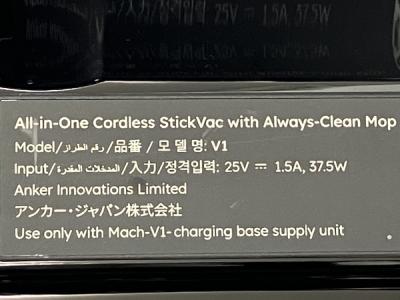 All-in-One Cordless StickVac with Always-Clean Mop
Model/رقم الطراز/品番 / 모델명: V1
Input/المدخلات المقدرة/入力/정격입력: 25V ⎓ 1.5A, 37.5W
Anker Innovations Limited
アンカー・ジャパン株式会社
Use only with Mach-V1-charging base supply unit